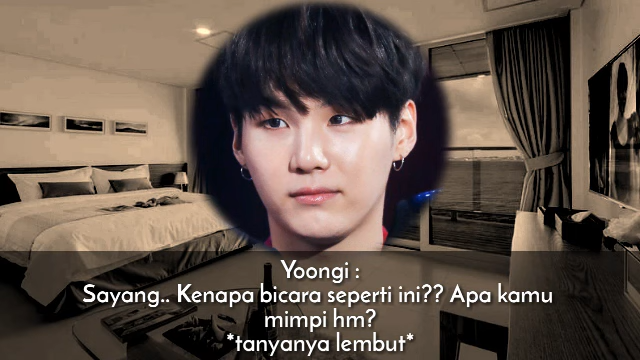 Yoongi :
Sayang.. Kenapa bicara seperti ini?? Apa kamu
mimpi hm?
*tanyanya lembut*